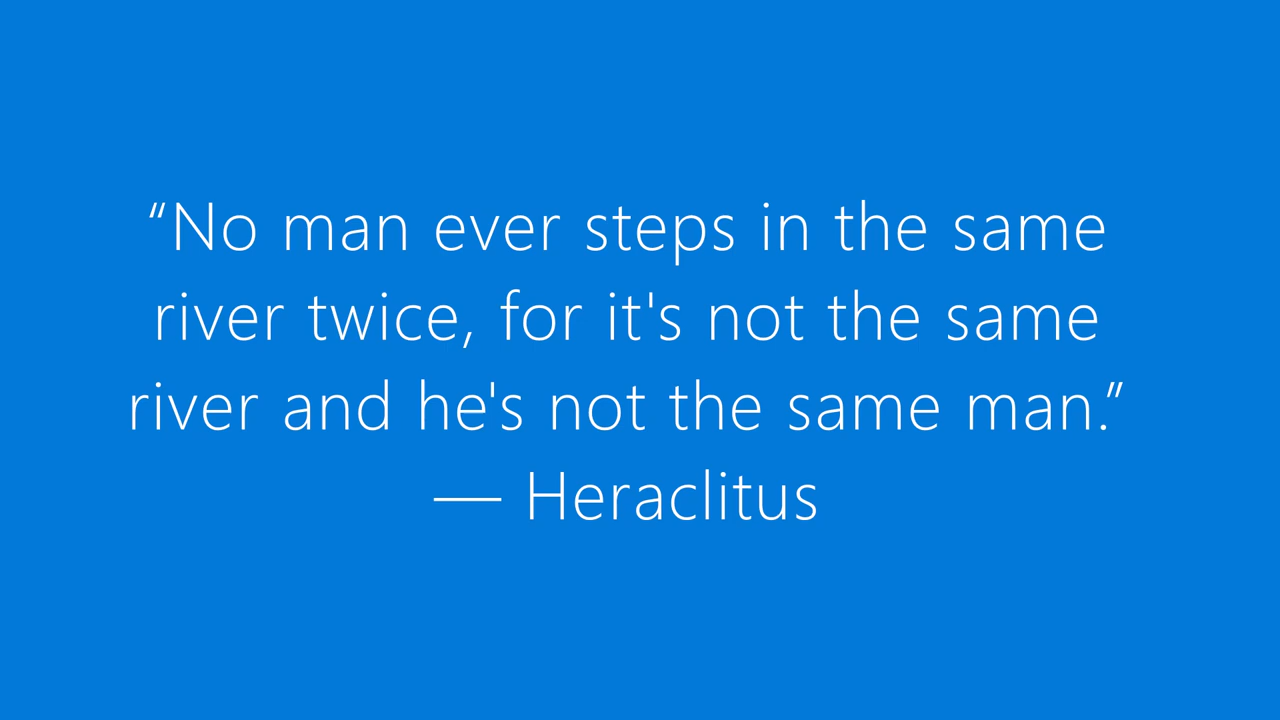 “No man ever steps in the same
river twice, for it's not the same
river and he's not the same man.”
— Heraclitus